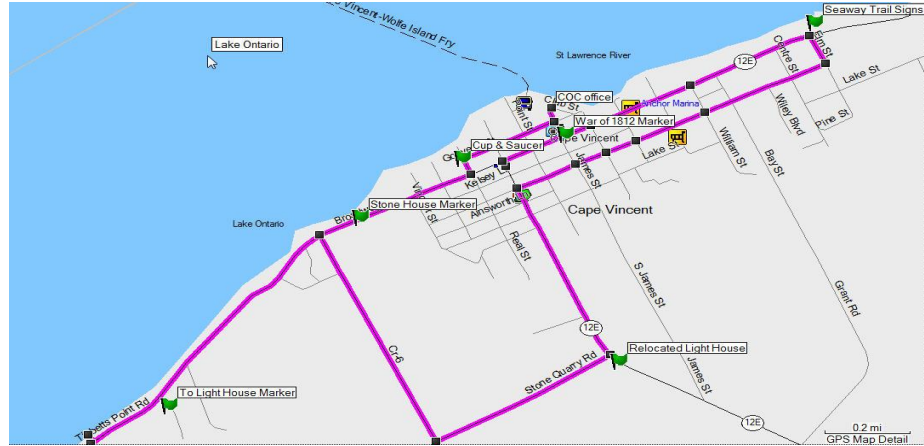 Seaway Trail Signs
Vincent-Wolfe Island Fry
Lake Ontario
St Lawrence River
12E
Elm St
Centre St
Lake St
COC office
Anchor Marina
Wiley Blvd
Pine St
War of 1812 Marker
Cape Vincent
Cup & Saucer
Lake St
James St
William St
Bay St
Kelsey
Vincent St
Ainsworth
Stone House Marker
Cape Vincent
Lake Ontario
Real St
S James St
Grant Rd
12E
Cr-6
Relocated Light House
Stone Quarry Rd
James St
To Light House Marker
Tibbetts Point Rd
12E
0.2 mi
GPS Map Detail